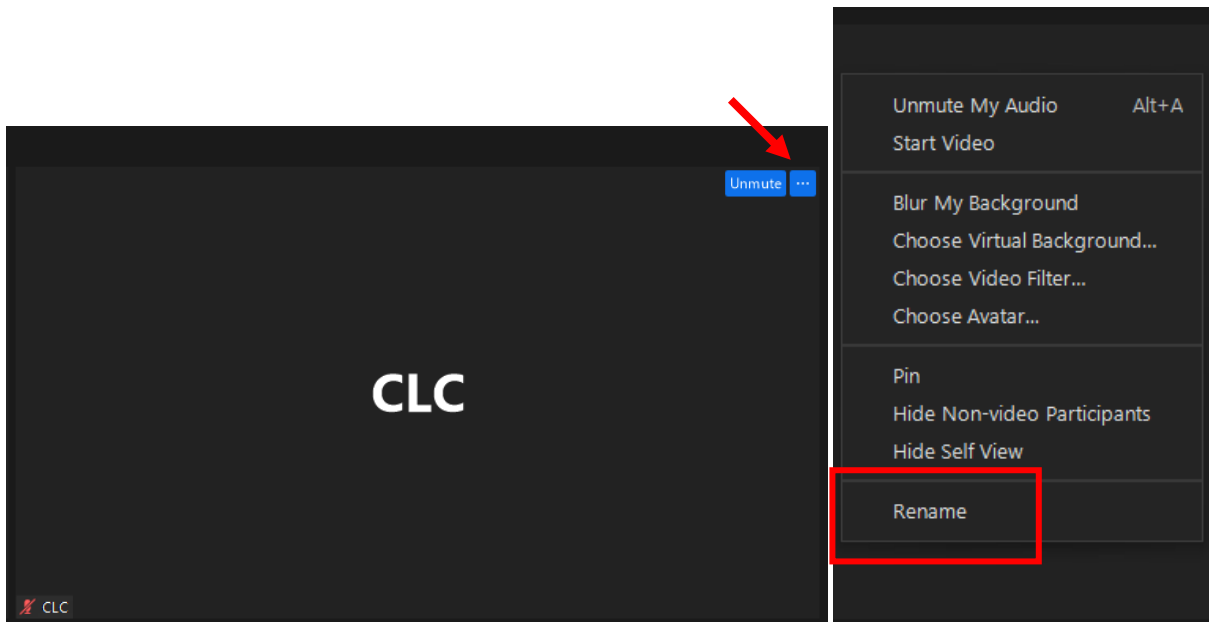 Unmute ...
CLC
CLC
Unmute My Audio Alt+A
Start Video
Blur My Background
Choose Virtual Background...
Choose Video Filter...
Choose Avatar...
Pin
Hide Non-video Participants
Hide Self View
Rename